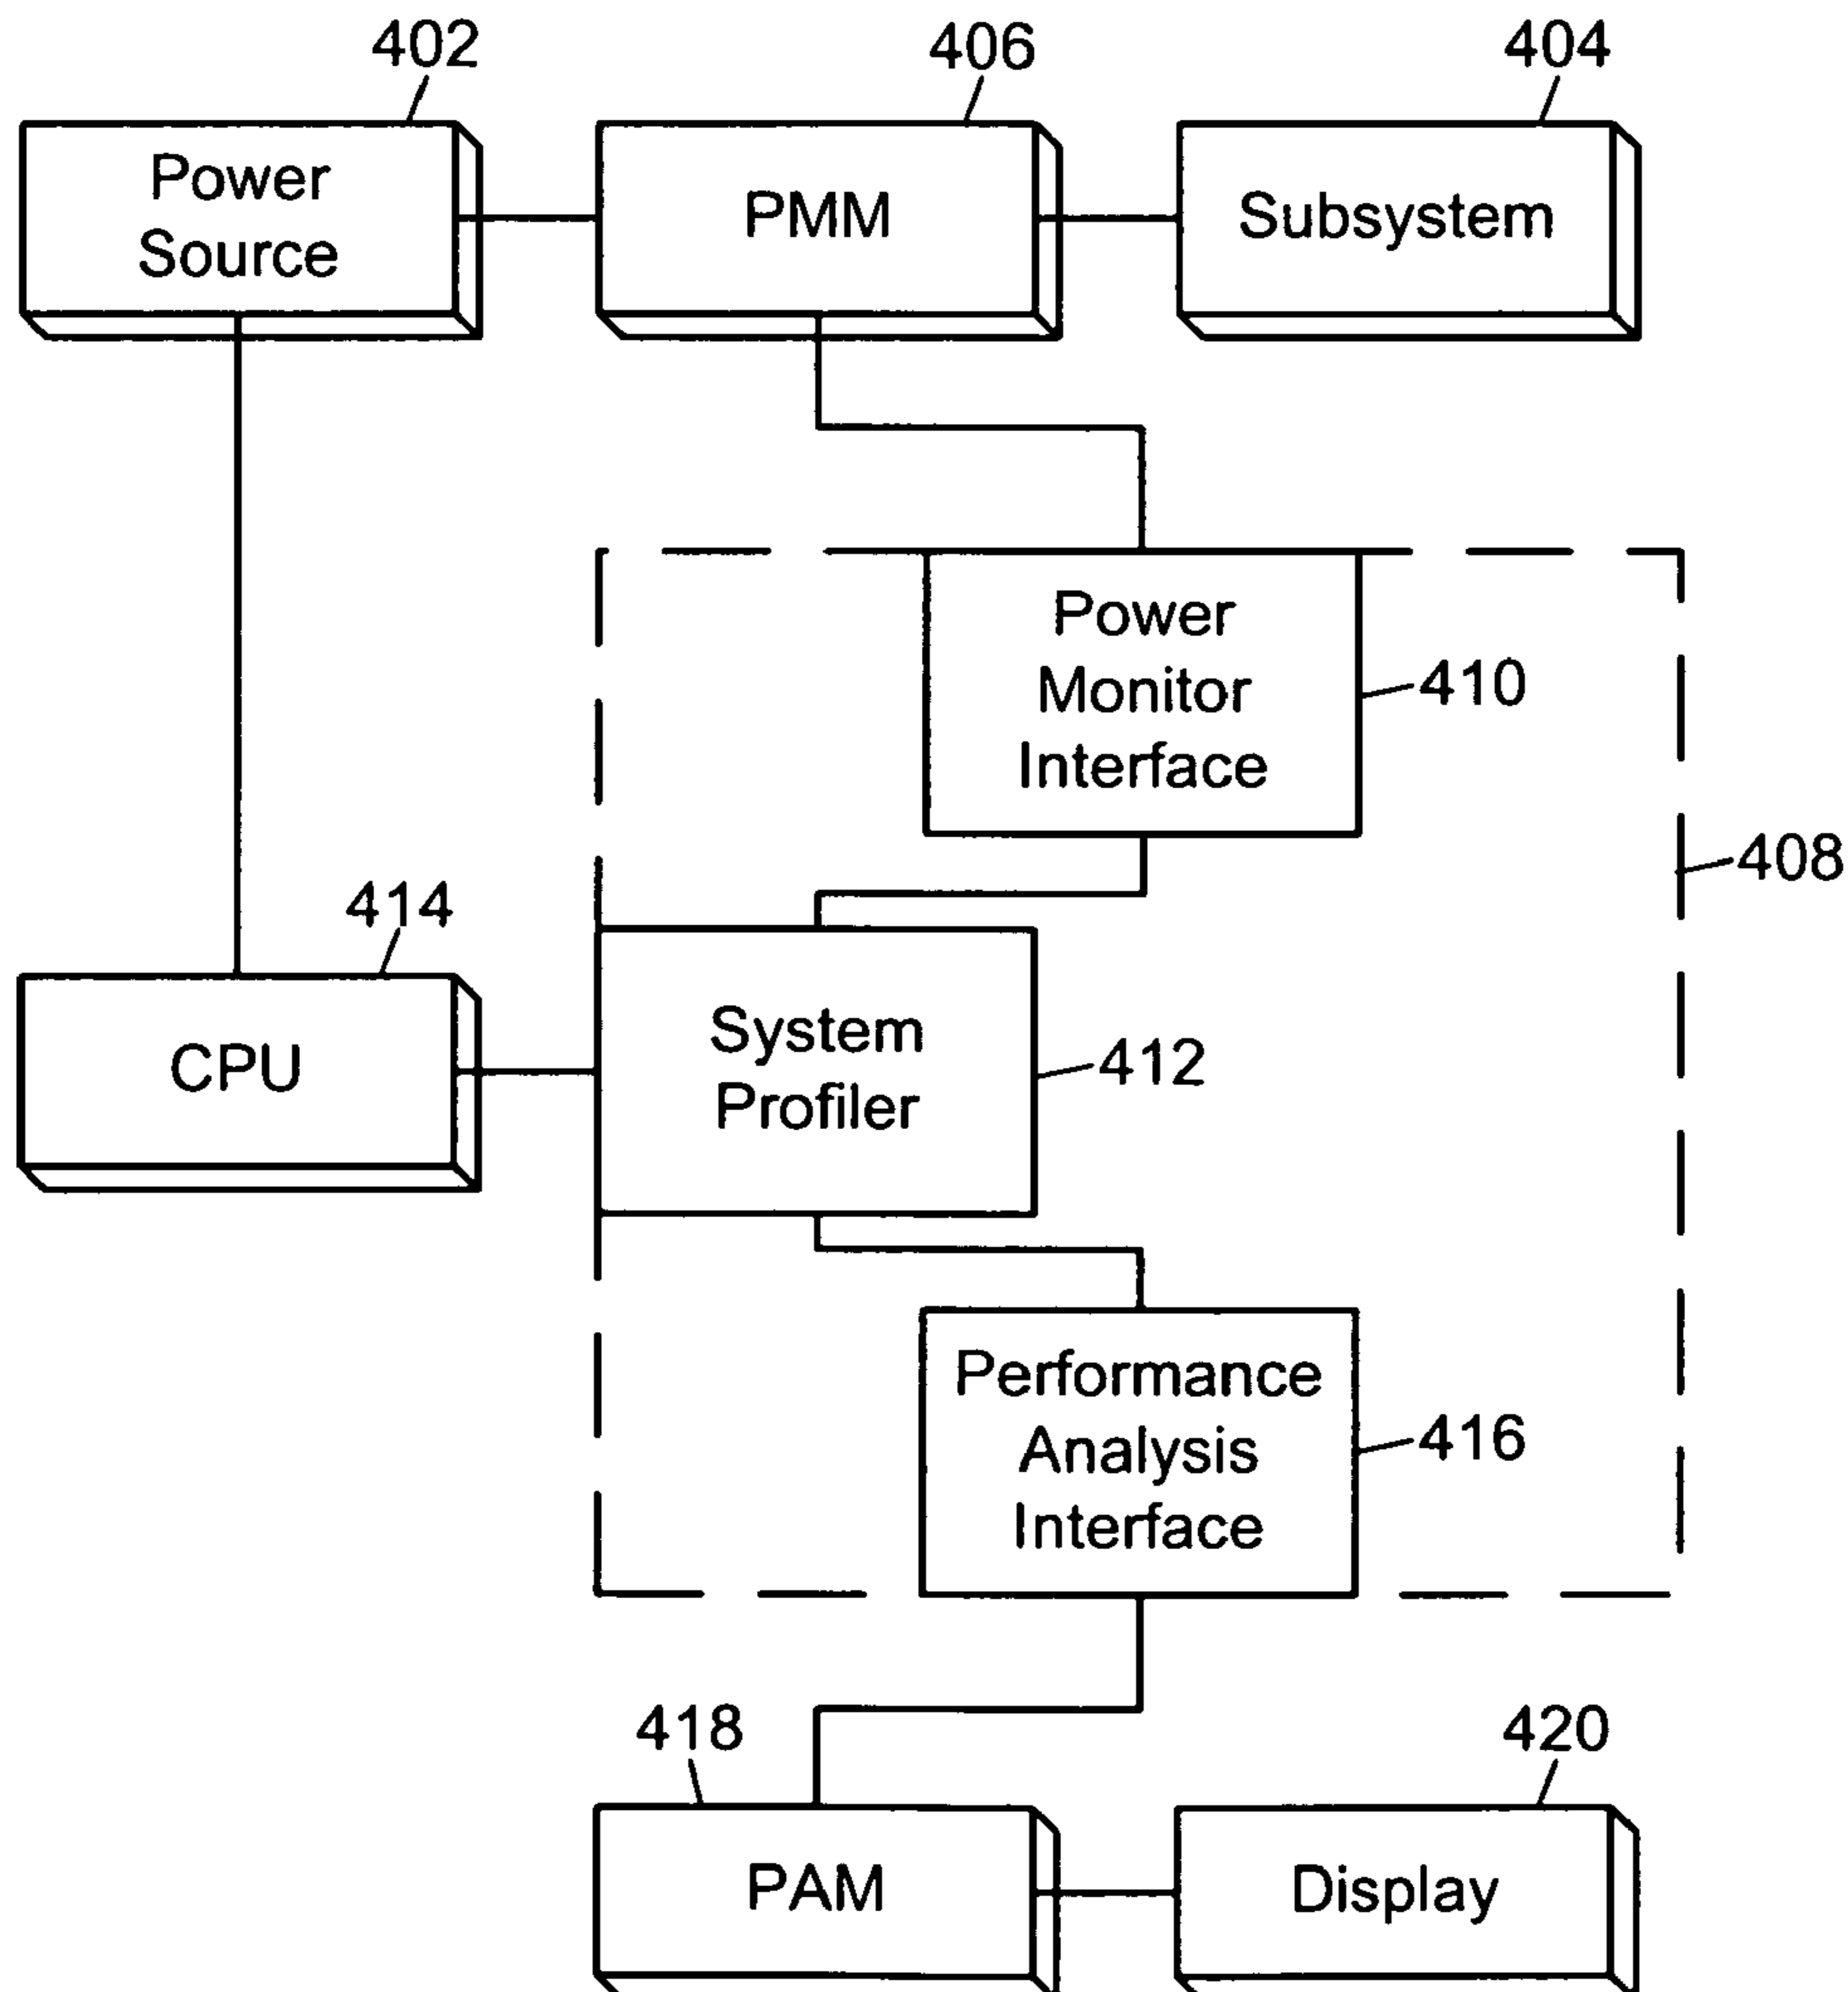 402
406
404
Power
Source
PMM
Subsystem
Power
Monitor
Interface
410
408
414
CPU
System
Profiler
412
Performance
Analysis
Interface
416
418
420
PAM
Display